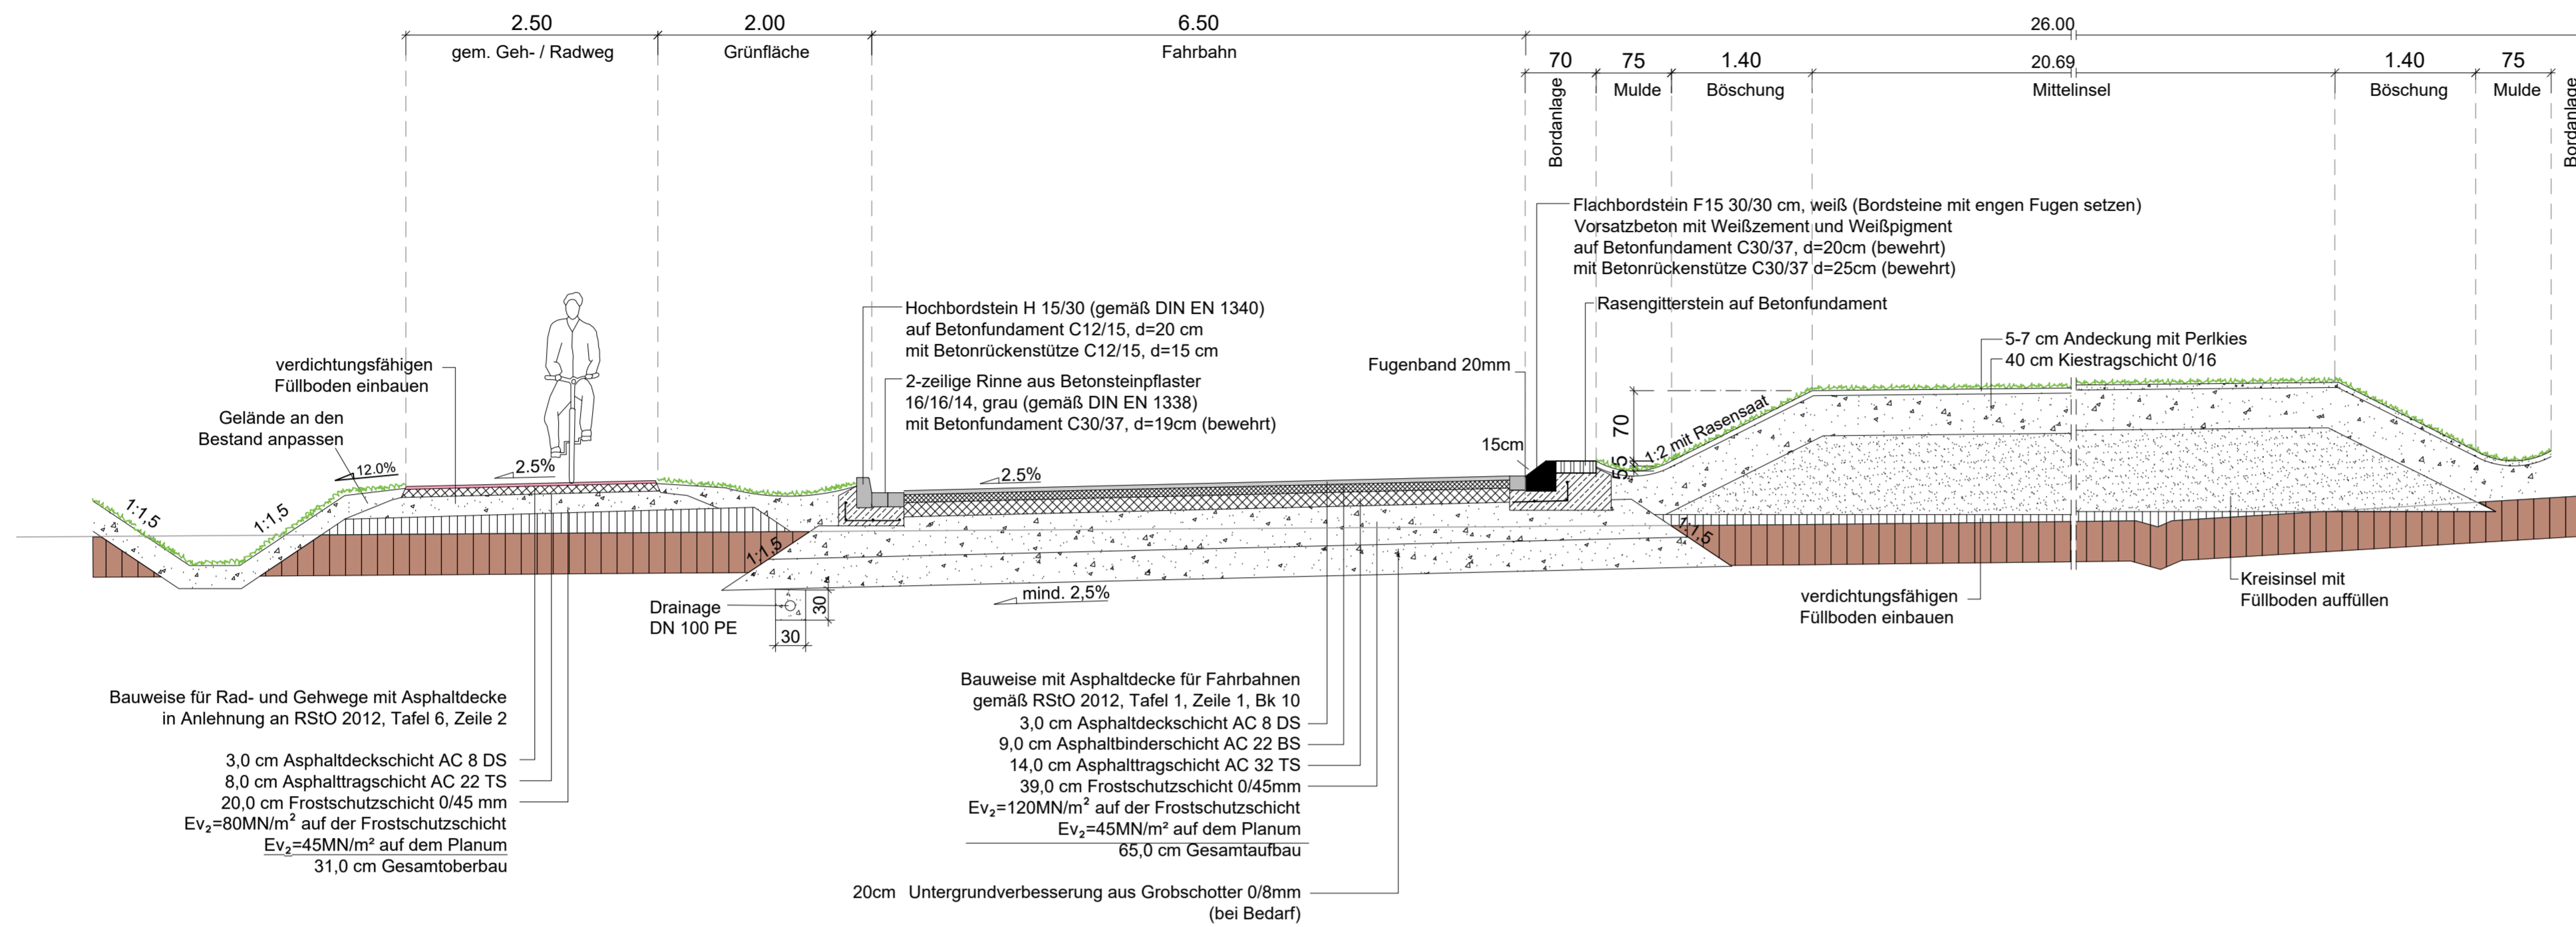 2.50
2.00
6.50
26.00
gem. Geh- / Radweg
Grünfläche
Fahrbahn
70
75
1.40
20.69
1.40
75
Bordanlage
Mulde
Böschung
Mittelinsel
Böschung
Mulde
Bordanlage
Flachbordstein F15 30/30 cm, weiß (Bordsteine mit engen Fugen setzen)
Vorsatzbeton mit Weißzement und Weißpigment
auf Betonfundament C30/37, d=20cm (bewehrt)
mit Betonrückenstütze C30/37 d=25cm (bewehrt)
Rasengitterstein auf Betonfundament
Hochbordstein H 15/30 (gemäß DIN EN 1340)
auf Betonfundament C12/15, d=20 cm
mit Betonrückenstütze C12/15, d=15 cm
2-zeilige Rinne aus Betonsteinpflaster
16/16/14, grau (gemäß DIN EN 1338)
mit Betonfundament C30/37, d=19cm (bewehrt)
Fugenband 20mm
15cm
5-7 cm Andeckung mit Perlkies
40 cm Kiestragschicht 0/16
verdichtungsfähigen
Füllboden einbauen
Gelände an den
Bestand anpassen
12.0%
2.5%
2.5%
70
1:2 mit Rasensaat
1:1,5
1:1,5
1:1,5
1:1,5
mind. 2,5%
Drainage
DN 100 PE
30
30
verdichtungsfähigen
Füllboden einbauen
Kreisinsel mit
Füllboden auffüllen
Bauweise für Rad- und Gehwege mit Asphaltdecke
in Anlehnung an RStO 2012, Tafel 6, Zeile 2
3,0 cm Asphaltdeckschicht AC 8 DS
8,0 cm Asphalttragschicht AC 22 TS
20,0 cm Frostschutzschicht 0/45 mm
Ev₂=80MN/m² auf der Frostschutzschicht
Ev₂=45MN/m² auf dem Planum
31,0 cm Gesamtoberbau
Bauweise mit Asphaltdecke für Fahrbahnen
gemäß RStO 2012, Tafel 1, Zeile 1, Bk 10
3,0 cm Asphaltdeckschicht AC 8 DS
9,0 cm Asphaltbinderschicht AC 22 BS
14,0 cm Asphalttragschicht AC 32 TS
39,0 cm Frostschutzschicht 0/45mm
Ev₂=120MN/m² auf der Frostschutzschicht
Ev₂=45MN/m² auf dem Planum
65,0 cm Gesamtaufbau
20cm Untergrundverbesserung aus Grobschotter 0/8mm
(bei Bedarf)